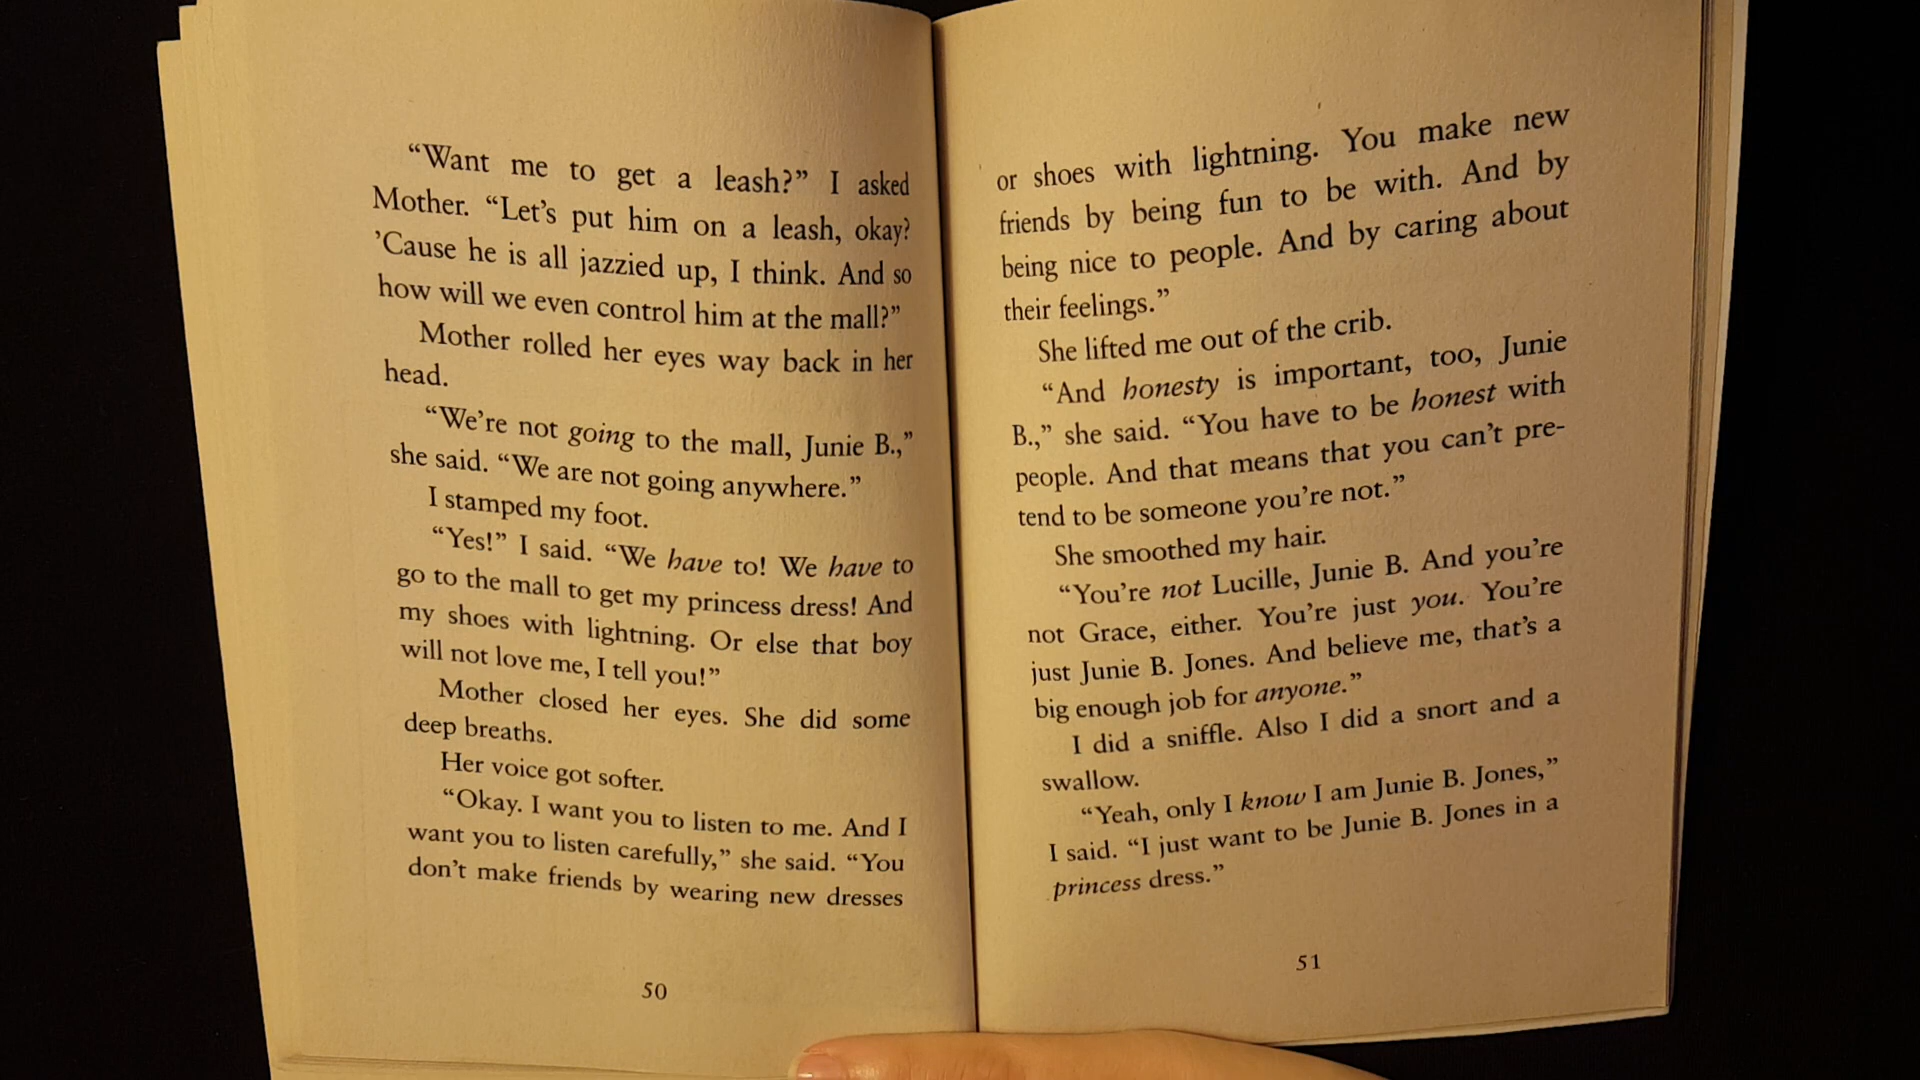 “Want me to get a leash?” I asked
Mother. “Let’s put him on a leash, okay?
’Cause he is all jazzied up, I think. And so
how will we even control him at the mall?”
Mother rolled her eyes way back in her
head.
“We’re not going to the mall, Junie B.,”
she said. “We are not going anywhere.”
I stamped my foot.
“Yes!” I said. “We have to! We have to
go to the mall to get my princess dress! And
my shoes with lightning. Or else that boy
will not love me, I tell you!”
Mother closed her eyes. She did some
deep breaths.
Her voice got softer.
“Okay. I want you to listen to me. And I
want you to listen carefully,” she said. “You
don’t make friends by wearing new dresses
50
or shoes with lightning. You make new
friends by being fun to be with. And by
being nice to people. And by caring about
their feelings.”
She lifted me out of the crib.
“And honesty is important, too, Junie
B.,” she said. “You have to be honest with
people. And that means that you can’t pre-
tend to be someone you’re not.”
She smoothed my hair.
“You’re not Lucille, Junie B. And you’re
not Grace, either. You’re just you. You’re
just Junie B. Jones. And believe me, that’s a
big enough job for anyone.”
I did a sniffle. Also I did a snort and a
swallow.
“Yeah, only I know I am Junie B. Jones,”
I said. “I just want to be Junie B. Jones in a
princess dress.”
51